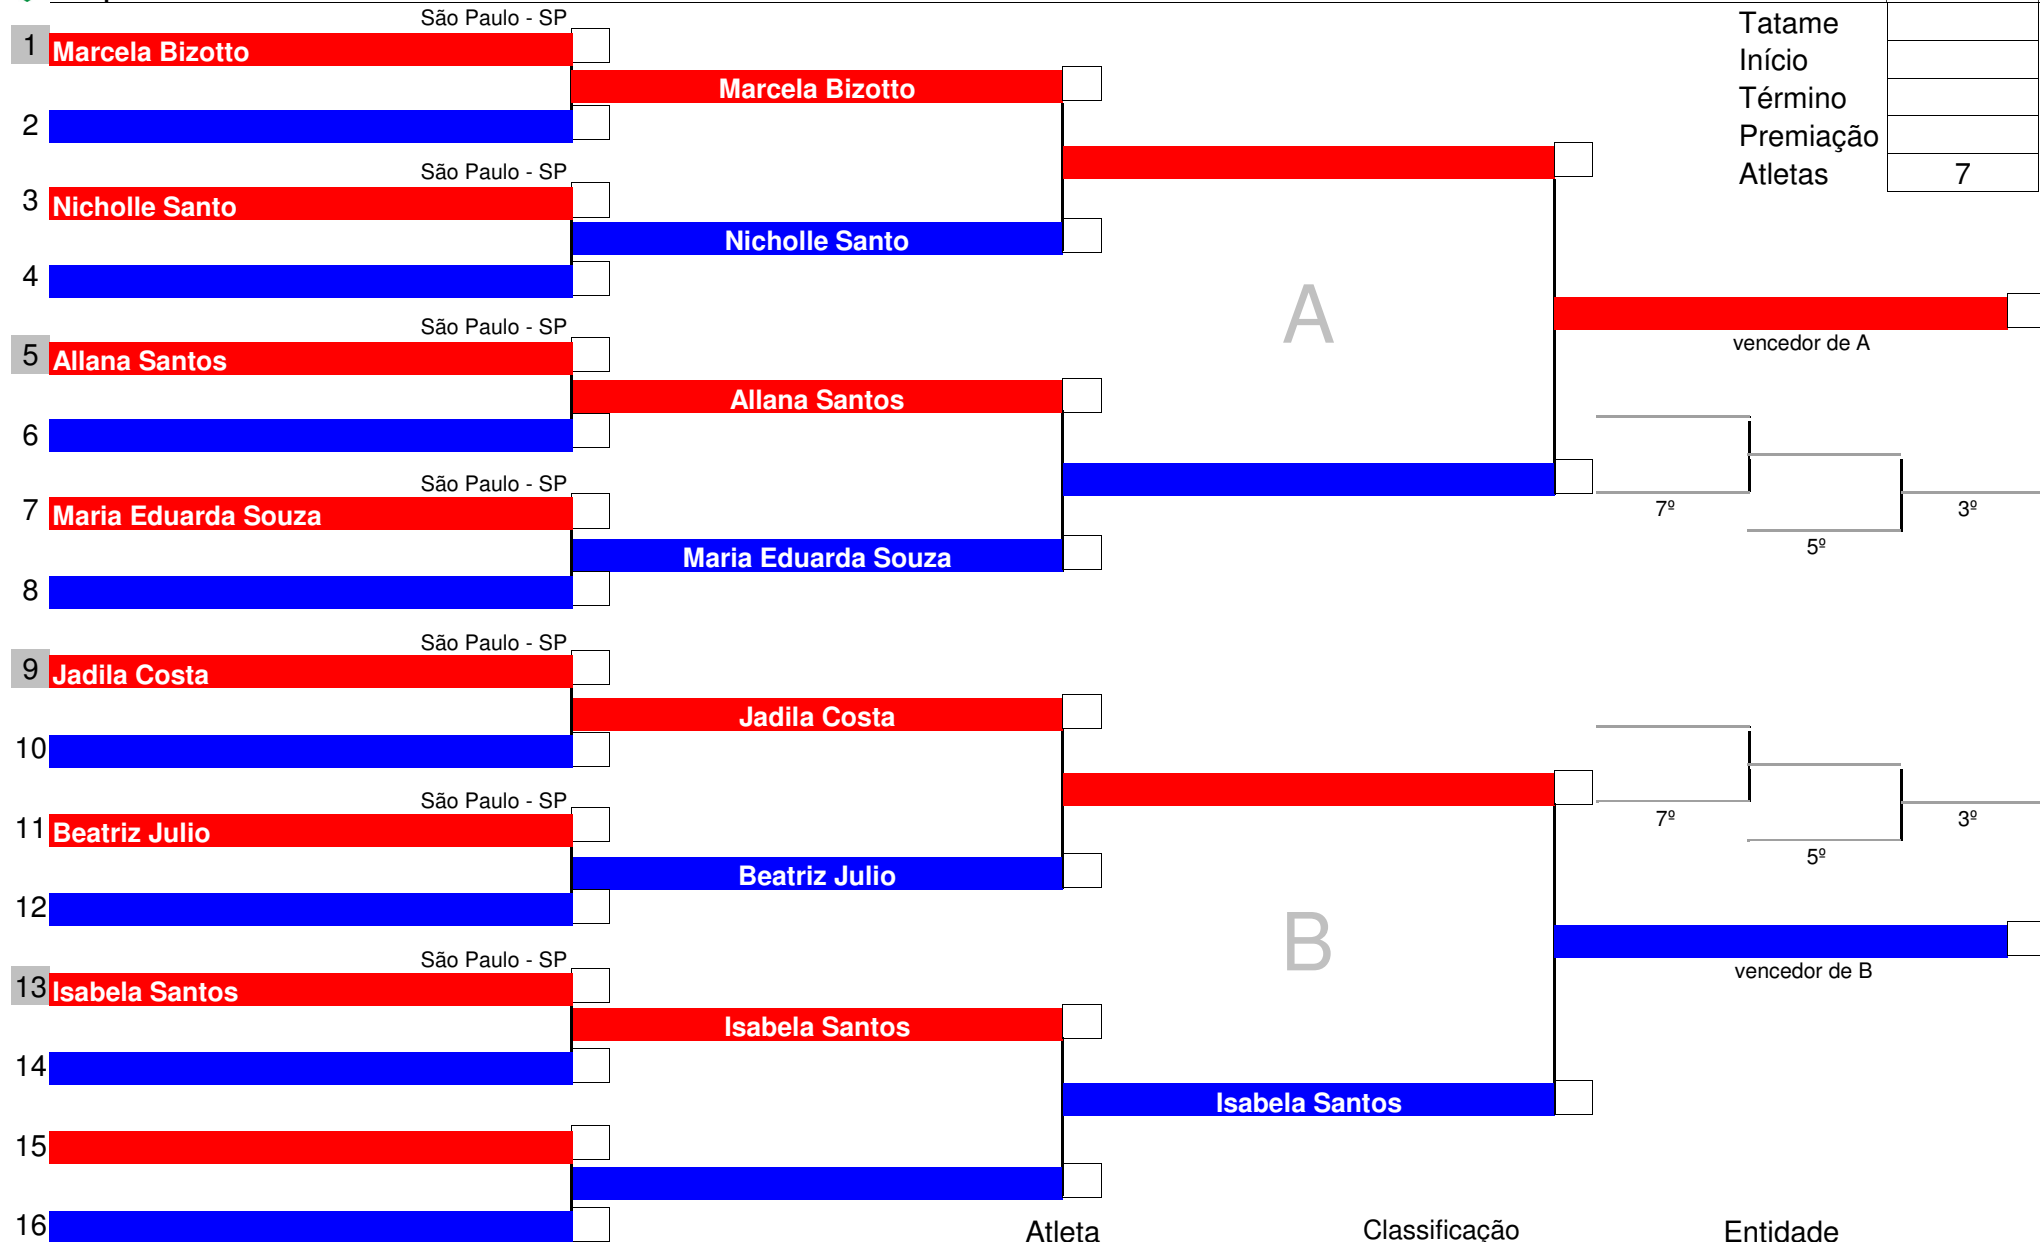 São Paulo - SP
Tatame
1 Marcela Bizotto
Início
Marcela Bizotto
Término
2
Premiação
São Paulo - SP
Atletas 7
3 Nicholle Santo
Nicholle Santo
4
A
São Paulo - SP
vencedor de A
5 Allana Santos
Allana Santos
6
São Paulo - SP
7 Maria Eduarda Souza
7º 3º
5º
Maria Eduarda Souza
8
São Paulo - SP
9 Jadila Costa
Jadila Costa
10
São Paulo - SP
11 Beatriz Julio
7º 3º
5º
Beatriz Julio
12
B
São Paulo - SP
vencedor de B
13 Isabela Santos
Isabela Santos
14
Isabela Santos
15
16
Atleta Classificação Entidade